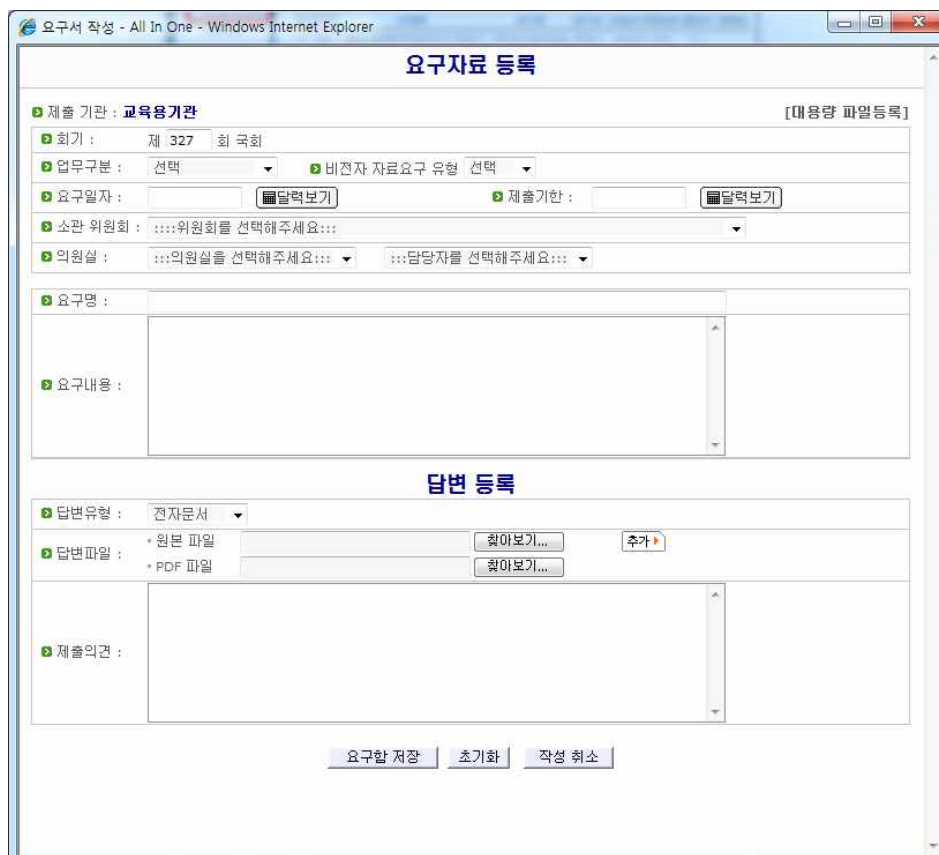 요구서 작성 - All In One - Windows Internet Explorer
요구자료 등록
제출 기관 : 교육용기관 [대용량 파일등록]
회기 : 제 327 회 국회
업무구분 : 선택 비전자 자료요구 유형 선택
요구일자 : 달력보기 제출기한 : 달력보기
소관 위원회 : ::::위원회를 선택해주세요:::
의원실 : :::의원실을 선택해주세요::: :::담당자를 선택해주세요:::
요구명 :
요구내용 :
답변 등록
답변유형 : 전자문서
답변파일 : • 원본 파일 찾아보기... 추가
• PDF 파일 찾아보기...
제출의견 :
요구함 저장 초기화 작성 취소